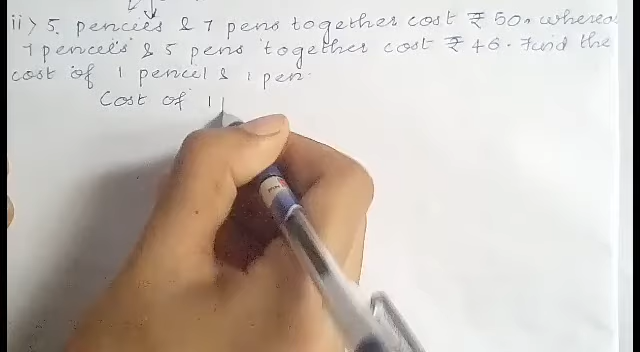 ii) 5 pencils & 7 pens together cost ₹ 50, whereas
7 pencils & 5 pens together cost ₹ 46. Find the
cost of 1 pencil & 1 pen.
Cost of 1